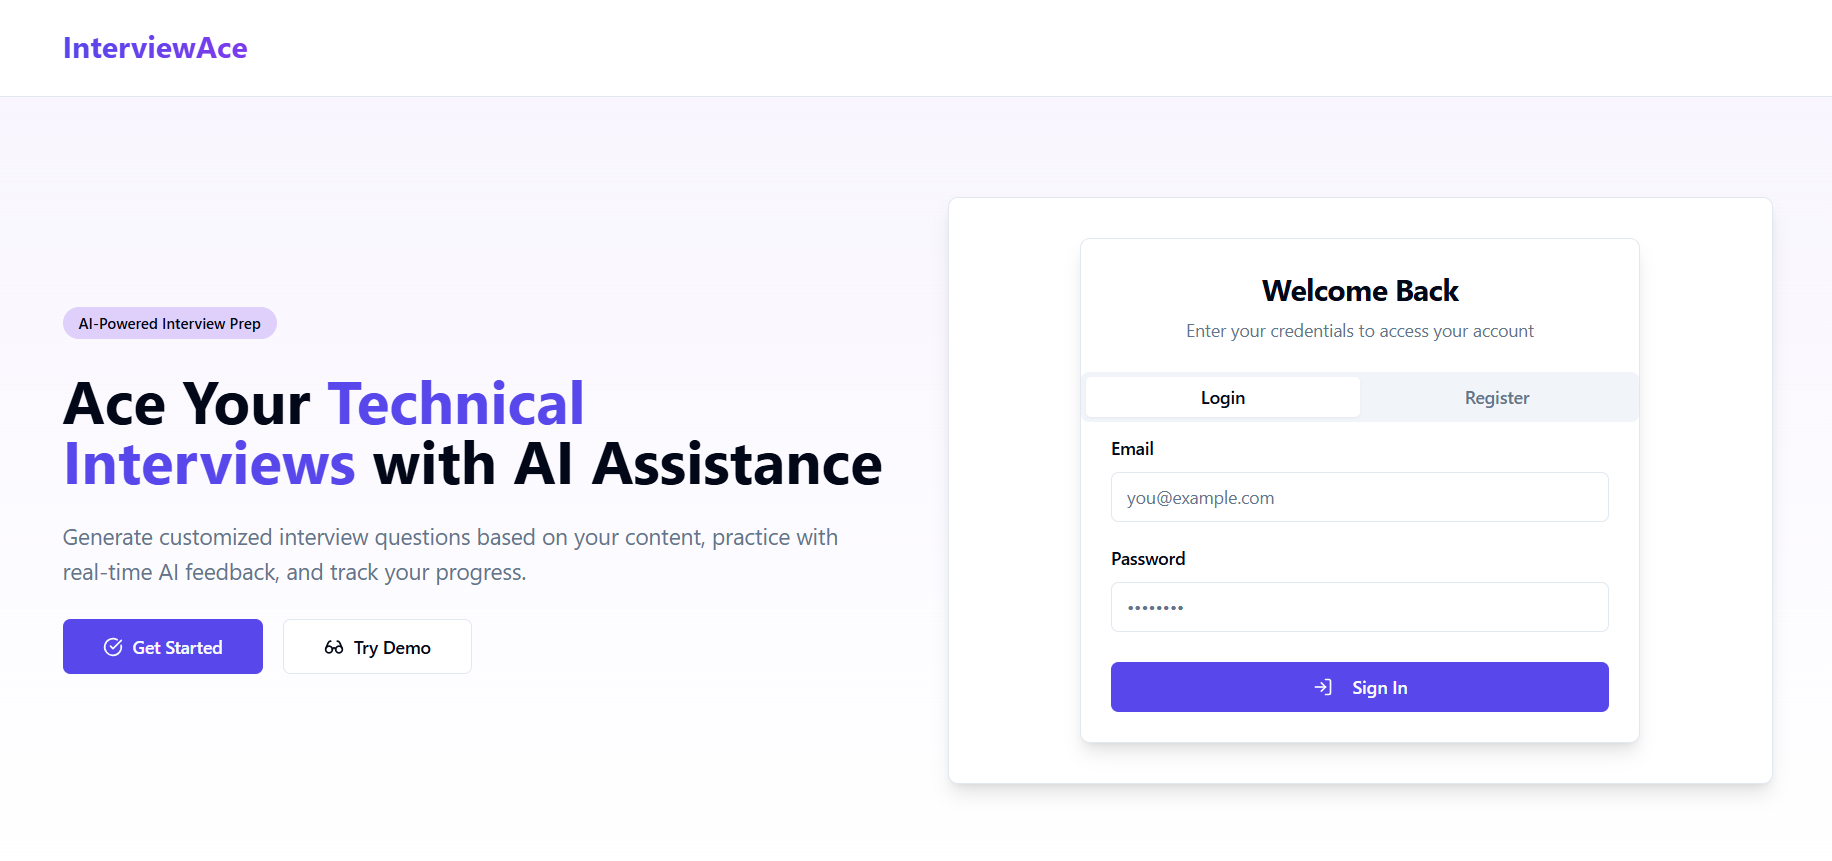 InterviewAce
AI-Powered Interview Prep
Ace Your Technical
Interviews with AI Assistance
Generate customized interview questions based on your content, practice with
real-time AI feedback, and track your progress.
Get Started
Try Demo
Welcome Back
Enter your credentials to access your account
Login
Register
Email
you@example.com
Password
••••••••
Sign In